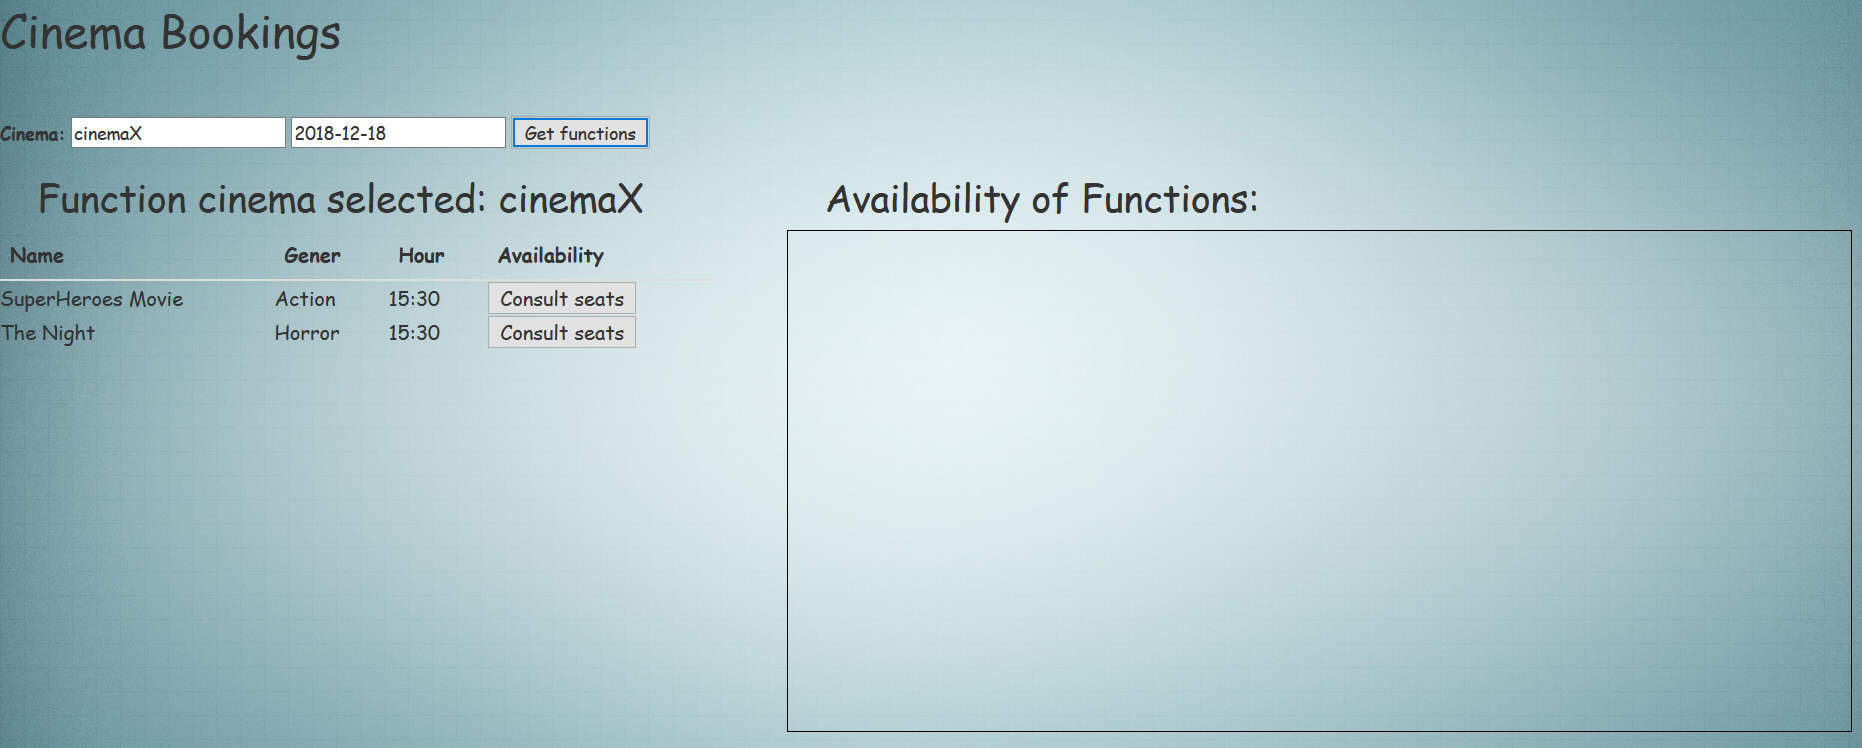 Cinema Bookings
Cinema: cinemaX 2018-12-18 Get functions
Function cinema selected: cinemaX
Name Gener Hour Availability
SuperHeroes Movie Action 15:30 Consult seats
The Night Horror 15:30 Consult seats
Availability of Functions: